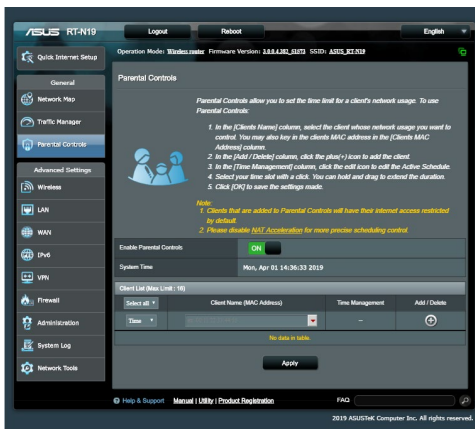 ASUS RT-N19
Logout
Reboot
English
Quick Internet Setup
Operation Mode: Wireless router Firmware Version: 3.0.0.4.382_51873 SSID: ASUS_RT-N19
General
Network Map
Traffic Manager
Parental Controls
Advanced Settings
Wireless
LAN
WAN
IPv6
VPN
Firewall
Administration
System Log
Network Tools
Parental Controls
Parental Controls allow you to set the time limit for a client's network usage. To use
Parental Controls:
1. In the [Clients Name] column, select the client whose network usage you want to
control. You may also key in the clients MAC address in the [Clients MAC
Address] column.
2. In the [Add / Delete] column, click the plus(+) icon to add the client.
3. In the [Time Management] column, click the edit icon to edit the Active Schedule.
4. Select your time slot with a click. You can hold and drag to extend the duration.
5. Click [OK] to save the settings made.
Note:
1. Clients that are added to Parental Controls will have their internet access restricted
by default.
2. Please disable NAT Acceleration for more precise scheduling control.
Enable Parental Controls
ON
System Time
Mon, Apr 01 14:36:33 2019
Client List (Max Limit : 16)
Select all
Client Name (MAC Address)
Time Management
Add / Delete
Time
--
No data in table.
Apply
Help & Support
Manual | Utility | Product Registration
FAQ
2019 ASUSTeK Computer Inc. All rights reserved.